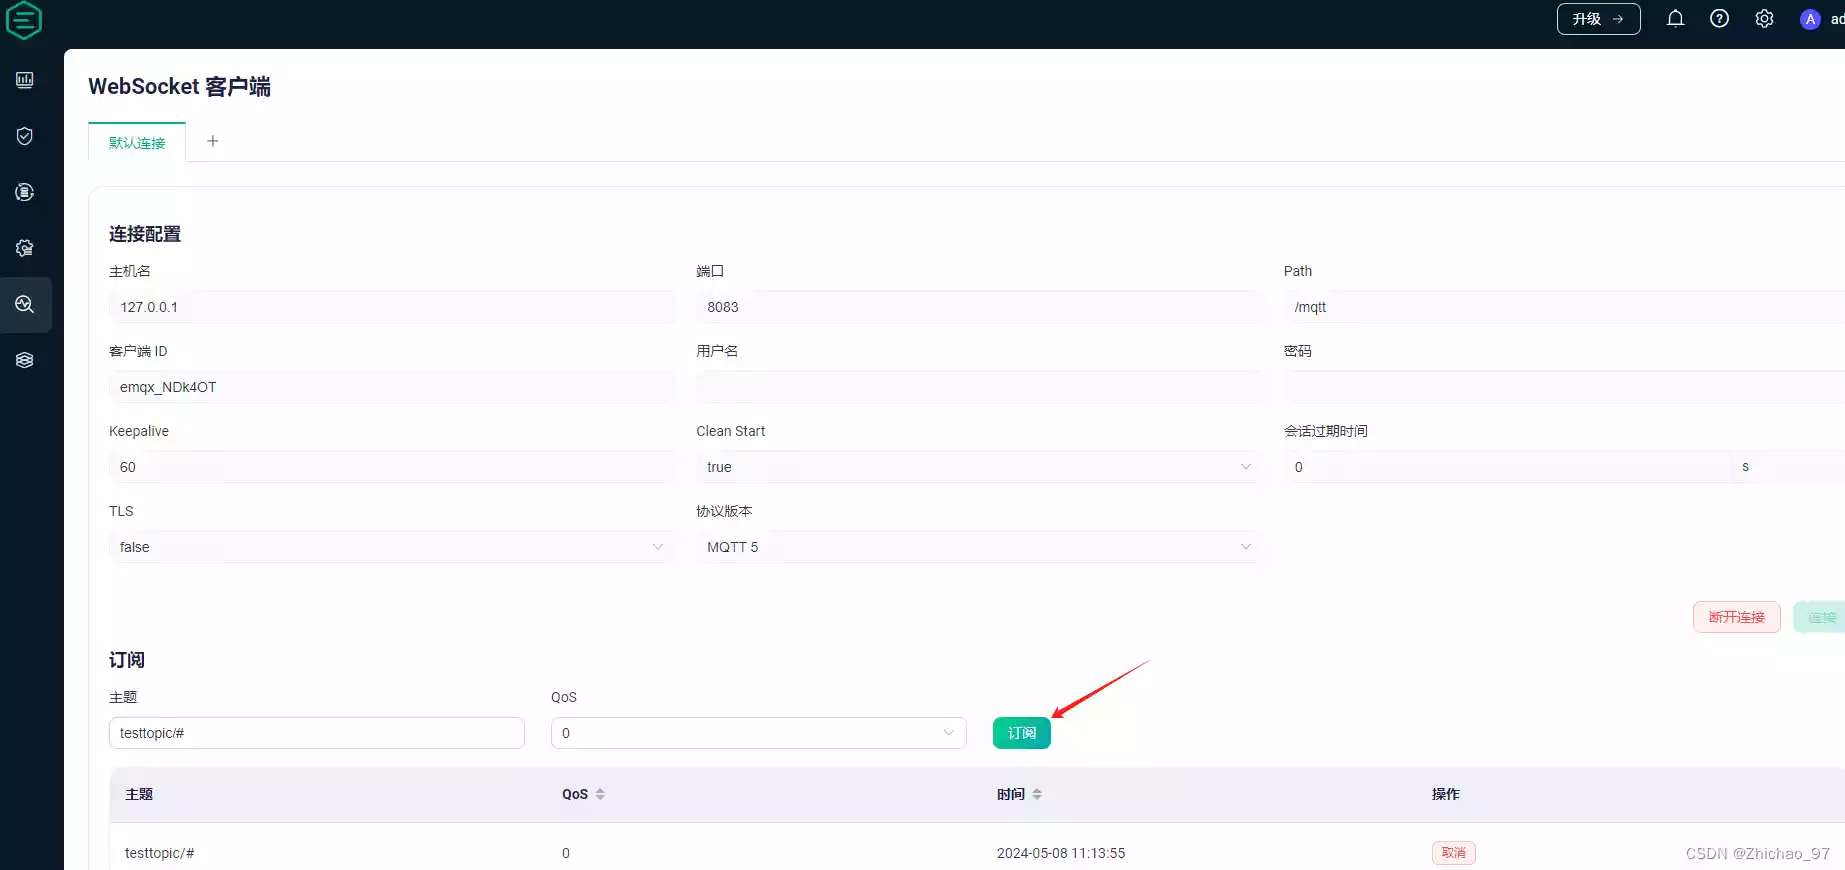 升级 →
A
WebSocket 客户端
默认连接 +
连接配置
主机名 端口 Path
127.0.0.1 8083 /mqtt
客户端 ID 用户名 密码
emqx_NDk4OT
Keepalive Clean Start 会话过期时间
60 true 0 s
TLS 协议版本
false MQTT 5
断开连接 连接
订阅
主题 QoS
testtopic/# 0 订阅
主题 QoS 时间 操作
testtopic/# 0 2024-05-08 11:13:55 取消
CSDN @Zhichao_97